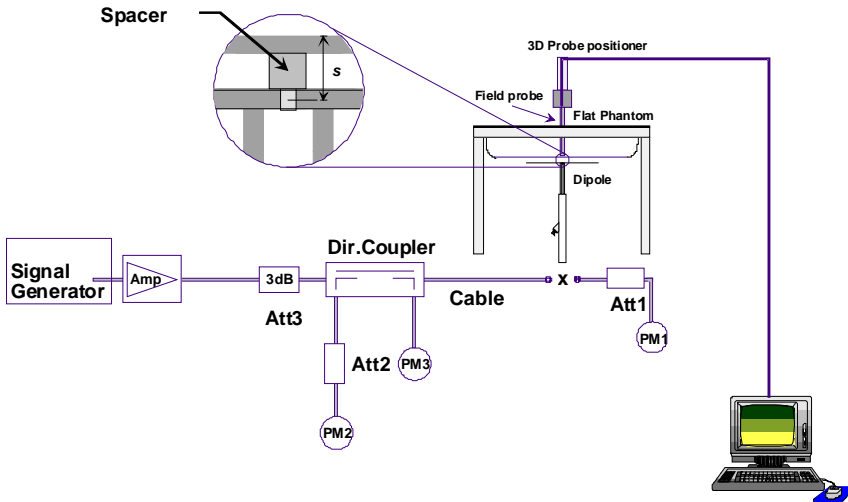 Spacer
s
3D Probe positioner
Field probe
Flat Phantom
Dipole
Signal
Generator
Amp
3dB
Att3
Dir.Coupler
Cable
x
Att1
PM1
Att2
PM3
PM2